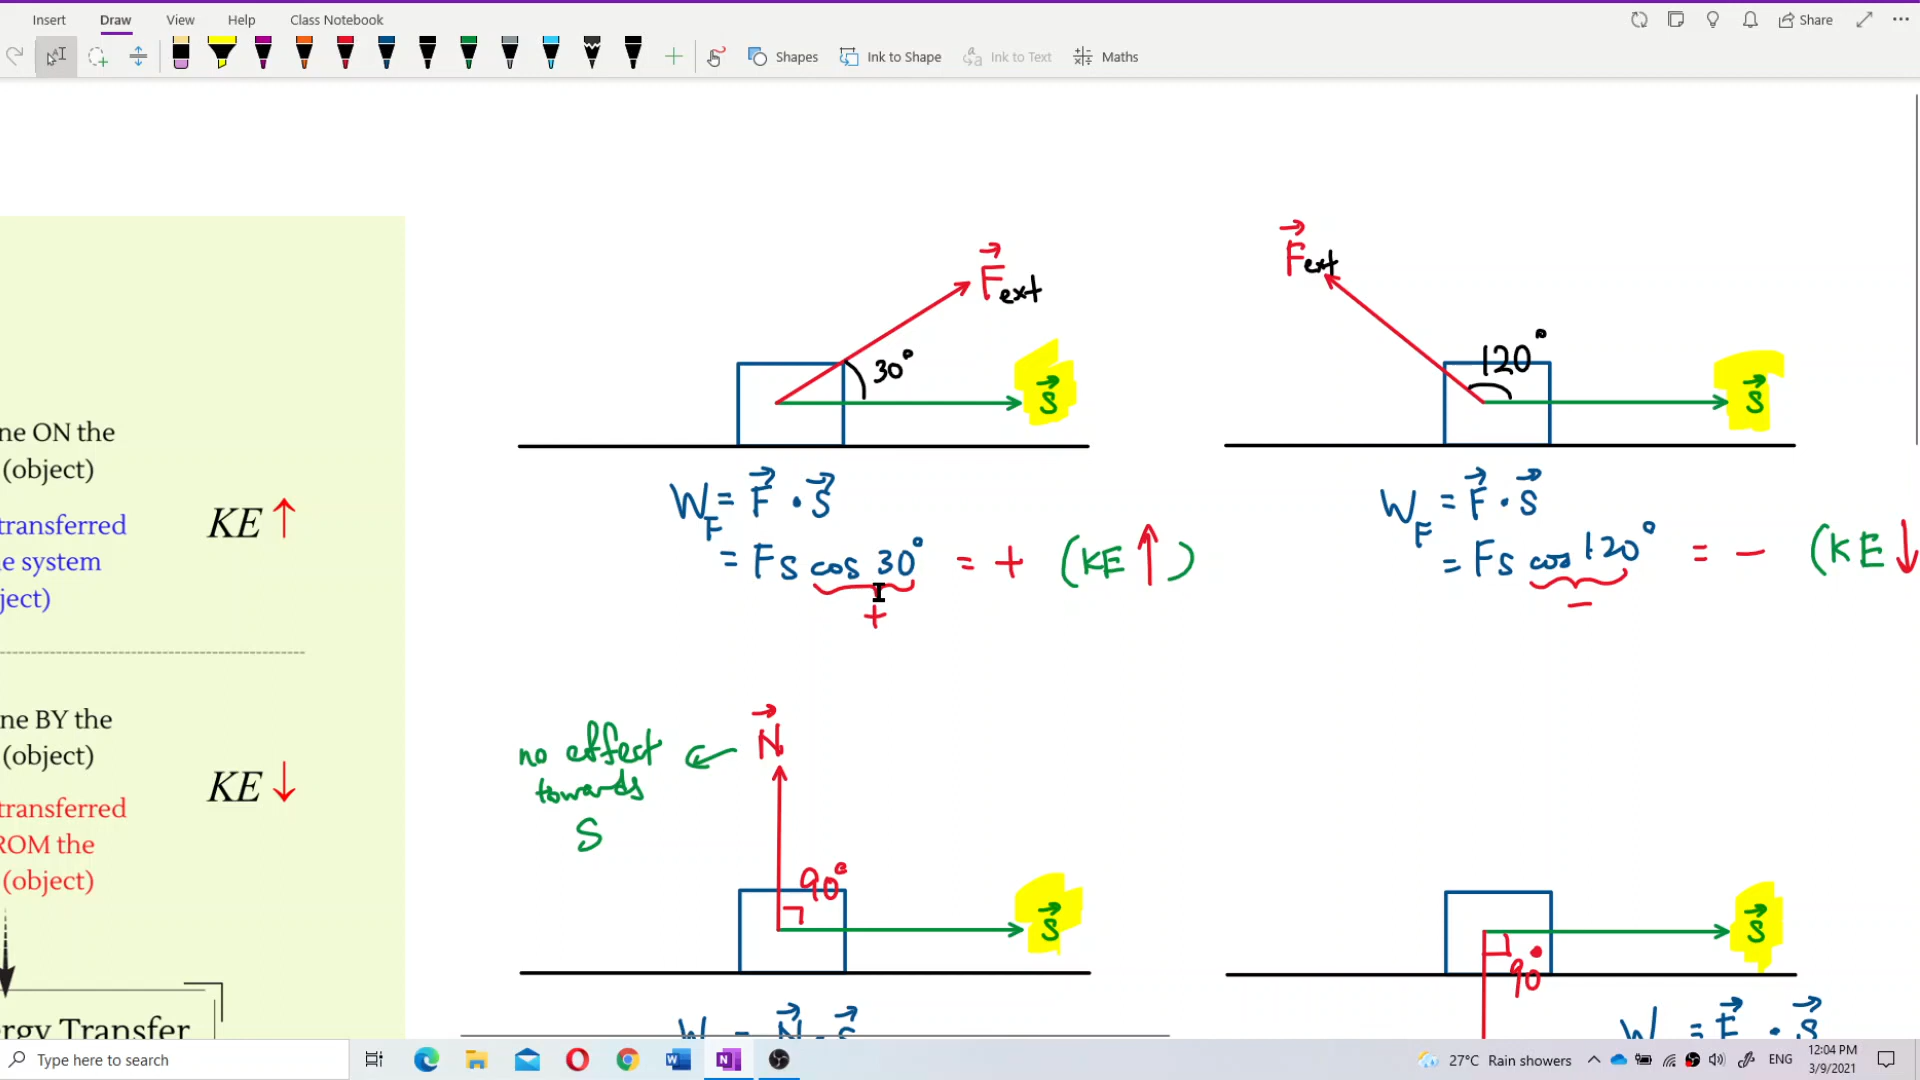 Insert Draw View Help Class Notebook Share
Shapes Ink to Shape Ink to Text Maths
ne ON the
(object)
transferred
e system
ject)
KE ↑
ne BY the
(object)
transferred
ROM the
(object)
KE ↓
ergy Transfer
F⃗ext
30°
S⃗
W_F = F⃗ · S⃗
= Fs cos 30° = + (KE ↑)
+
F⃗ext
120°
S⃗
W_F = F⃗ · S⃗
= Fs cos 120° = − (KE ↓
−
N⃗
no effect
towards
S
90°
S⃗
W = N⃗ · S⃗
S⃗
90°
W = F⃗ · S⃗
Type here to search
27°C Rain showers
ENG
12:04 PM
3/9/2021